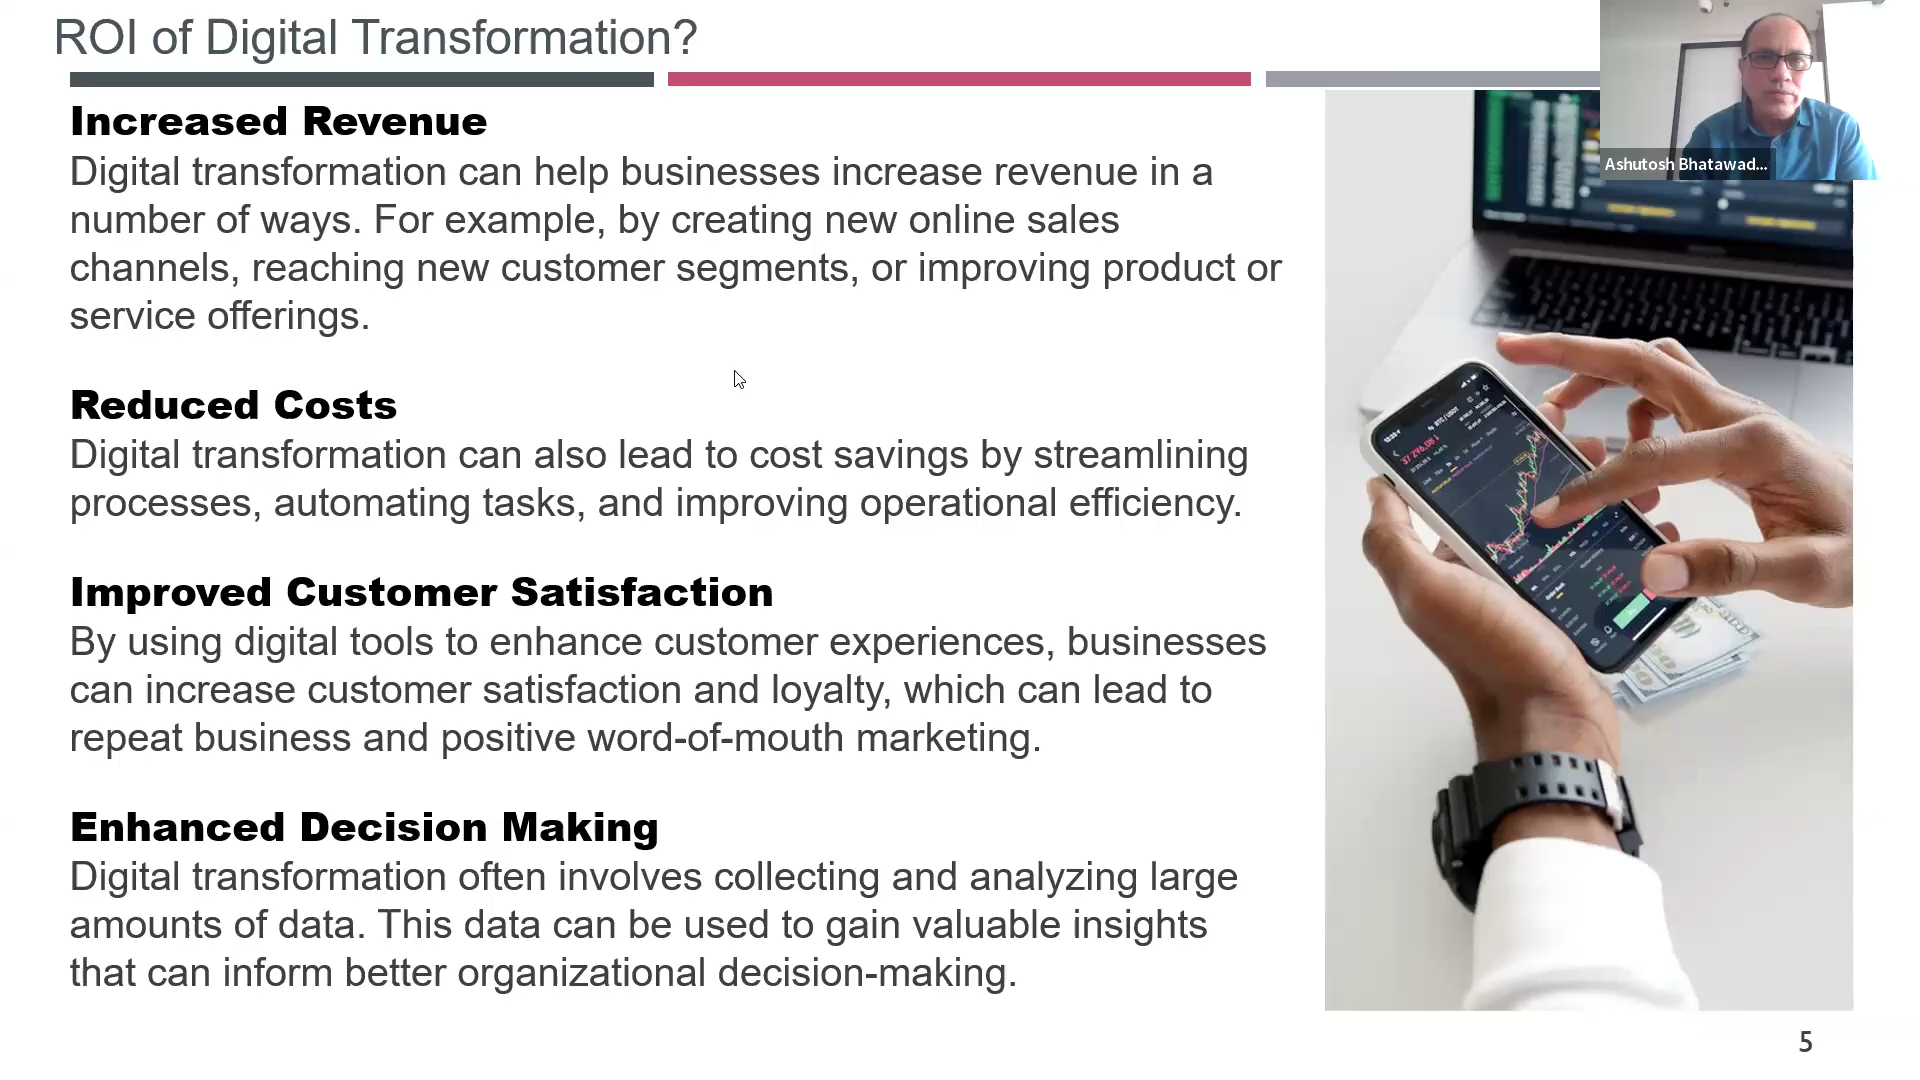 ROI of Digital Transformation?
Ashutosh Bhatawad...
Increased Revenue
Digital transformation can help businesses increase revenue in a
number of ways. For example, by creating new online sales
channels, reaching new customer segments, or improving product or
service offerings.
Reduced Costs
Digital transformation can also lead to cost savings by streamlining
processes, automating tasks, and improving operational efficiency.
Improved Customer Satisfaction
By using digital tools to enhance customer experiences, businesses
can increase customer satisfaction and loyalty, which can lead to
repeat business and positive word-of-mouth marketing.
Enhanced Decision Making
Digital transformation often involves collecting and analyzing large
amounts of data. This data can be used to gain valuable insights
that can inform better organizational decision-making.
5